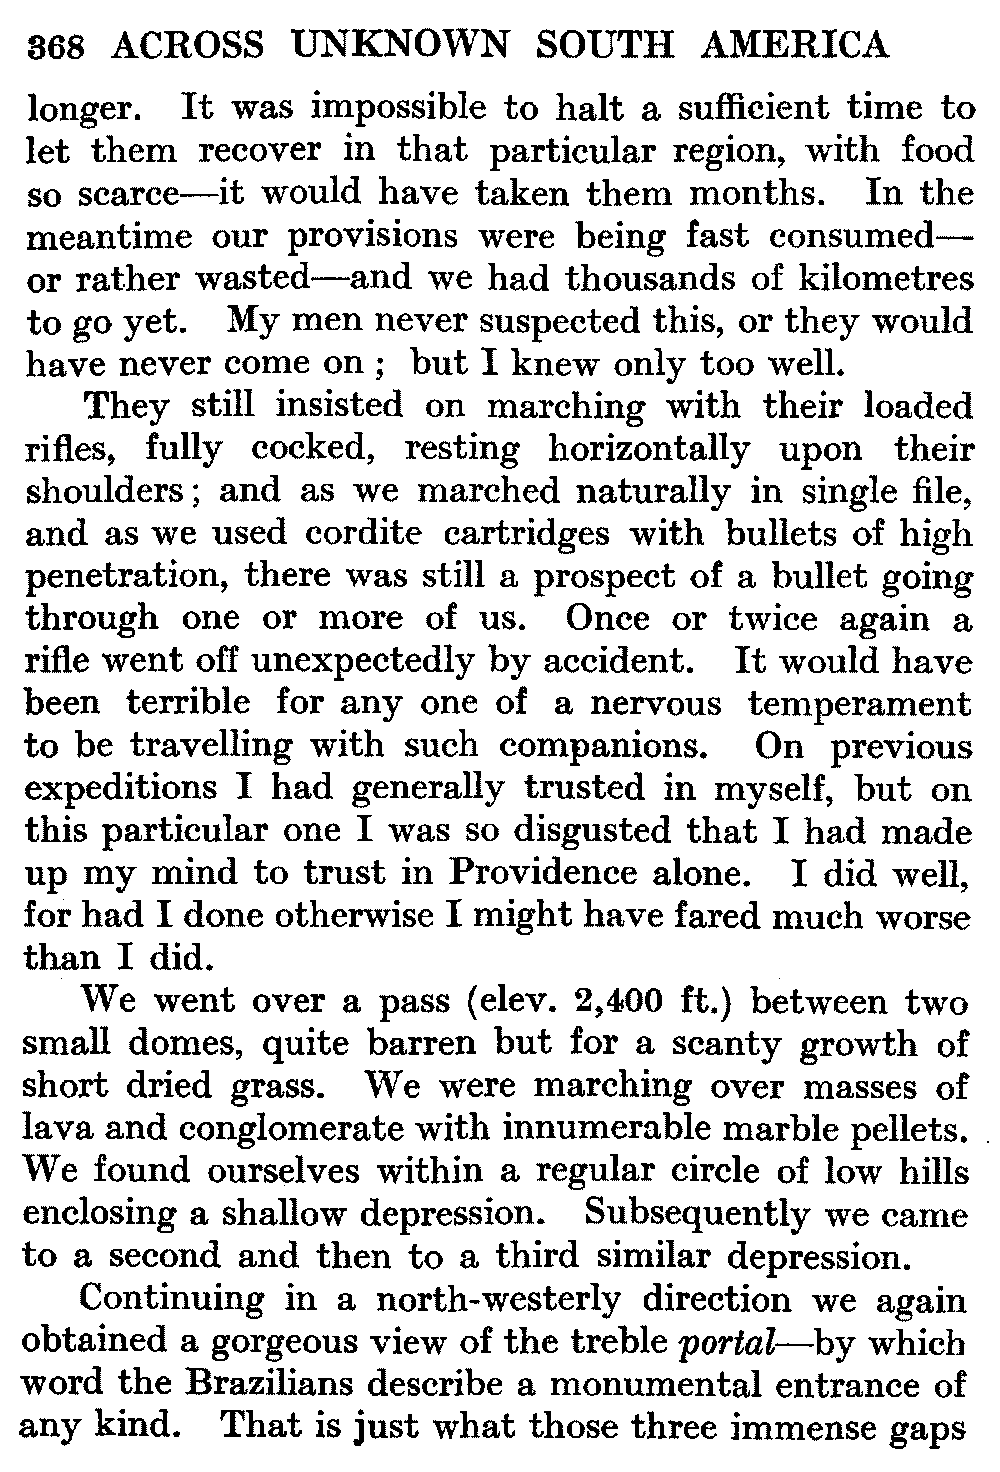 368 ACROSS UNKNOWN SOUTH AMERICA
longer. It was impossible to halt a sufficient time to
let them recover in that particular region, with food
so scarce—it would have taken them months. In the
meantime our provisions were being fast consumed—
or rather wasted—and we had thousands of kilometres
to go yet. My men never suspected this, or they would
have never come on ; but I knew only too well.
They still insisted on marching with their loaded
rifles, fully cocked, resting horizontally upon their
shoulders ; and as we marched naturally in single file,
and as we used cordite cartridges with bullets of high
penetration, there was still a prospect of a bullet going
through one or more of us. Once or twice again a
rifle went off unexpectedly by accident. It would have
been terrible for any one of a nervous temperament
to be travelling with such companions. On previous
expeditions I had generally trusted in myself, but on
this particular one I was so disgusted that I had made
up my mind to trust in Providence alone. I did well,
for had I done otherwise I might have fared much worse
than I did.
We went over a pass (elev. 2,400 ft.) between two
small domes, quite barren but for a scanty growth of
short dried grass. We were marching over masses of
lava and conglomerate with innumerable marble pellets.
We found ourselves within a regular circle of low hills
enclosing a shallow depression. Subsequently we came
to a second and then to a third similar depression.
Continuing in a north-westerly direction we again
obtained a gorgeous view of the treble portal—by which
word the Brazilians describe a monumental entrance of
any kind. That is just what those three immense gaps